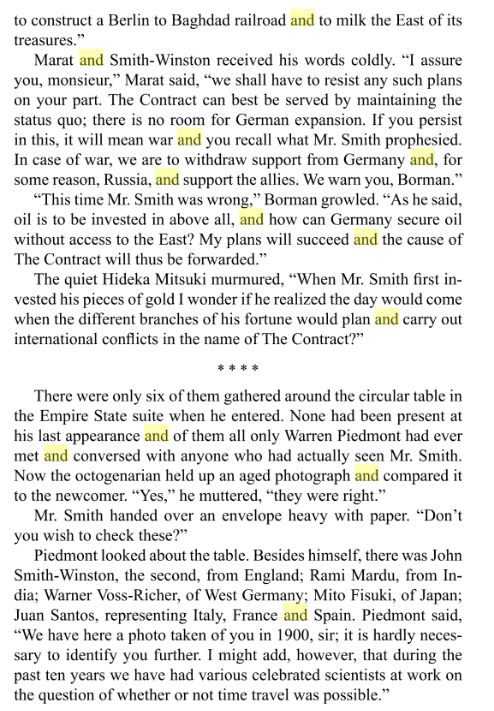 to construct a Berlin to Baghdad railroad and to milk the East of its
treasures.”
Marat and Smith-Winston received his words coldly. “I assure
you, monsieur,” Marat said, “we shall have to resist any such plans
on your part. The Contract can best be served by maintaining the
status quo; there is no room for German expansion. If you persist
in this, it will mean war and you recall what Mr. Smith prophesied.
In case of war, we are to withdraw support from Germany and, for
some reason, Russia, and support the allies. We warn you, Borman.”
“This time Mr. Smith was wrong,” Borman growled. “As he said,
oil is to be invested in above all, and how can Germany secure oil
without access to the East? My plans will succeed and the cause of
The Contract will thus be forwarded.”
The quiet Hideka Mitsuki murmured, “When Mr. Smith first in-
vested his pieces of gold I wonder if he realized the day would come
when the different branches of his fortune would plan and carry out
international conflicts in the name of The Contract?”
* * * *
There were only six of them gathered around the circular table in
the Empire State suite when he entered. None had been present at
his last appearance and of them all only Warren Piedmont had ever
met and conversed with anyone who had actually seen Mr. Smith.
Now the octogenarian held up an aged photograph and compared it
to the newcomer. “Yes,” he muttered, “they were right.”
Mr. Smith handed over an envelope heavy with paper. “Don’t
you wish to check these?”
Piedmont looked about the table. Besides himself, there was John
Smith-Winston, the second, from England; Rami Mardu, from In-
dia; Warner Voss-Richer, of West Germany; Mito Fisuki, of Japan;
Juan Santos, representing Italy, France and Spain. Piedmont said,
“We have here a photo taken of you in 1900, sir; it is hardly neces-
sary to identify you further. I might add, however, that during the
past ten years we have had various celebrated scientists at work on
the question of whether or not time travel was possible.”